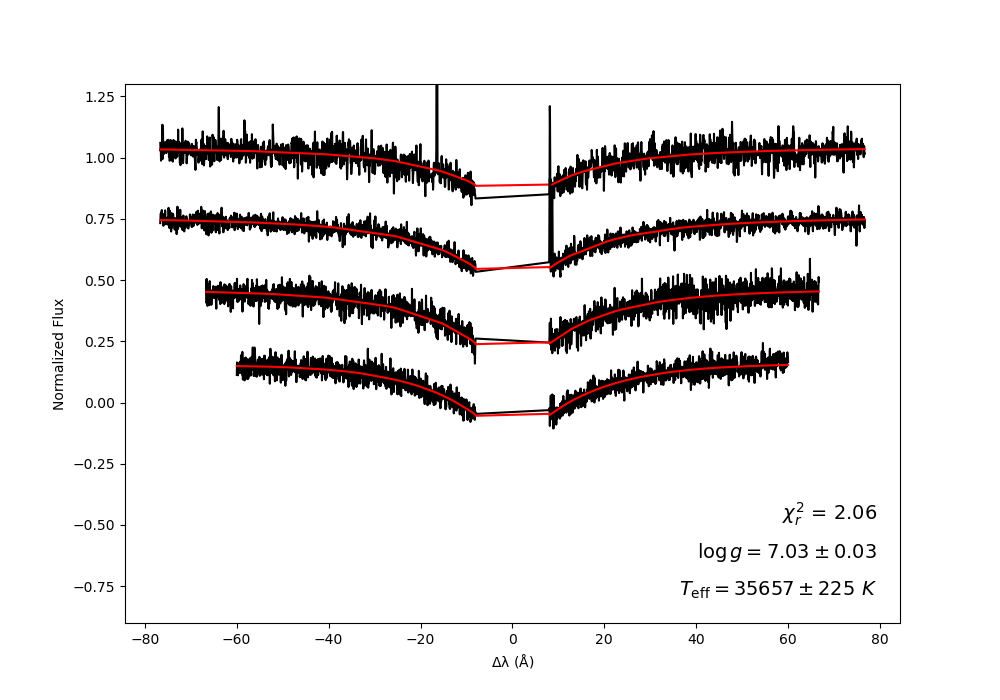 1.25
1.00
0.75
0.50
0.25
0.00
−0.25
−0.50
−0.75
Normalized Flux
χ²ᵣ = 2.06
log g = 7.03 ± 0.03
T_eff = 35657 ± 225 K
−80 −60 −40 −20 0 20 40 60 80
Δλ (Å)